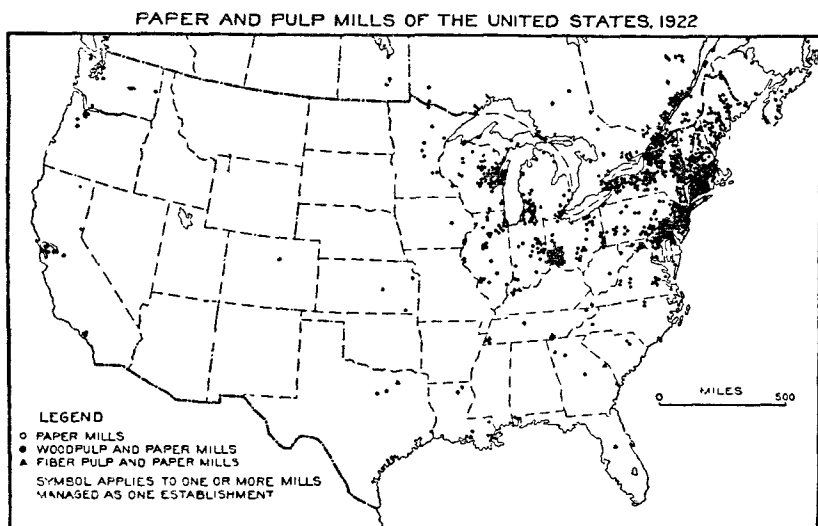 PAPER AND PULP MILLS OF THE UNITED STATES, 1922
MILES
0 500
LEGEND
PAPER MILLS
WOODPULP AND PAPER MILLS
FIBER PULP AND PAPER MILLS
SYMBOL APPLIES TO ONE OR MORE MILLS
MANAGED AS ONE ESTABLISHMENT